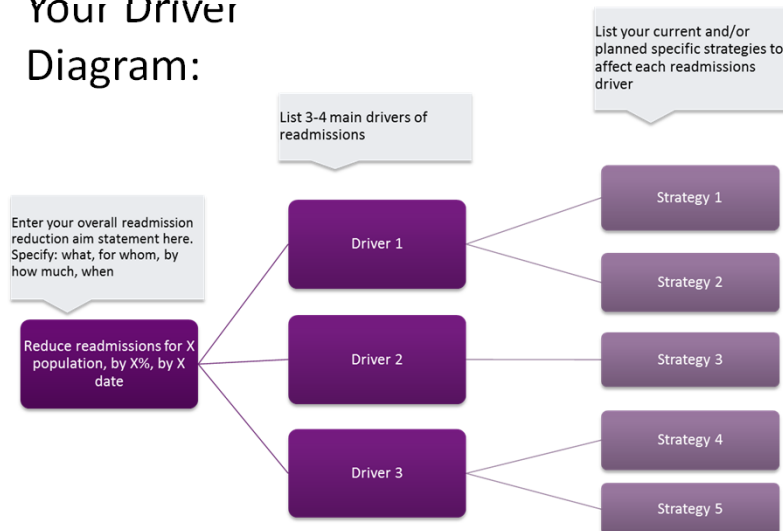 Your Driver
Diagram:
List your current and/or
planned specific strategies to
affect each readmissions
driver
List 3-4 main drivers of
readmissions
Enter your overall readmission
reduction aim statement here.
Specify: what, for whom, by
how much, when
Reduce readmissions for X
population, by X%, by X
date
Driver 1
Driver 2
Driver 3
Strategy 1
Strategy 2
Strategy 3
Strategy 4
Strategy 5